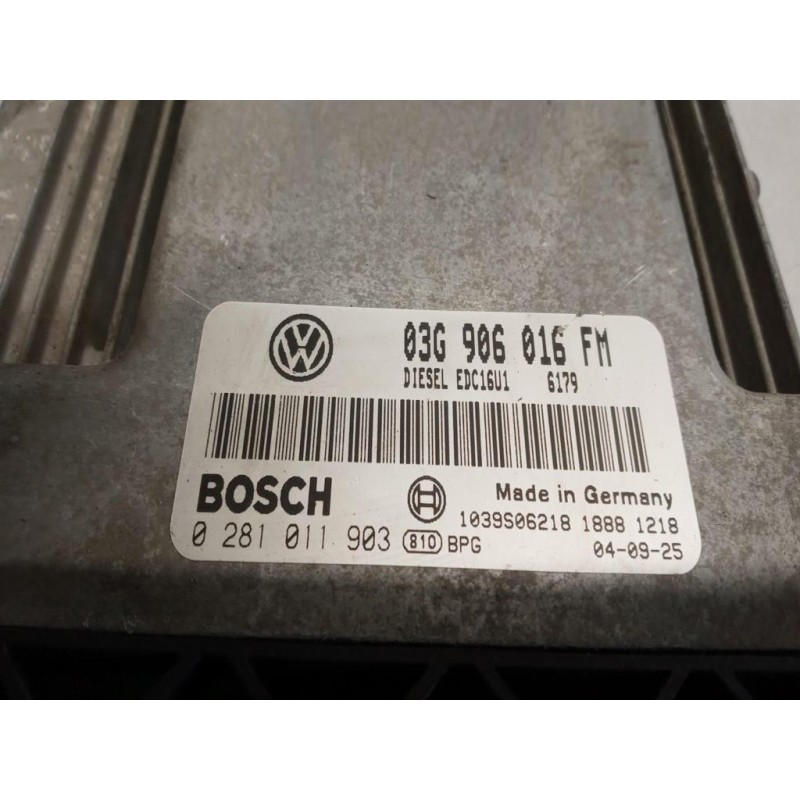 03G 906 016 FM
DIESEL EDC16U1 6179
BOSCH
Made in Germany
1039S06218 1888 1218
0 281 011 903 810 BPG 04-09-25